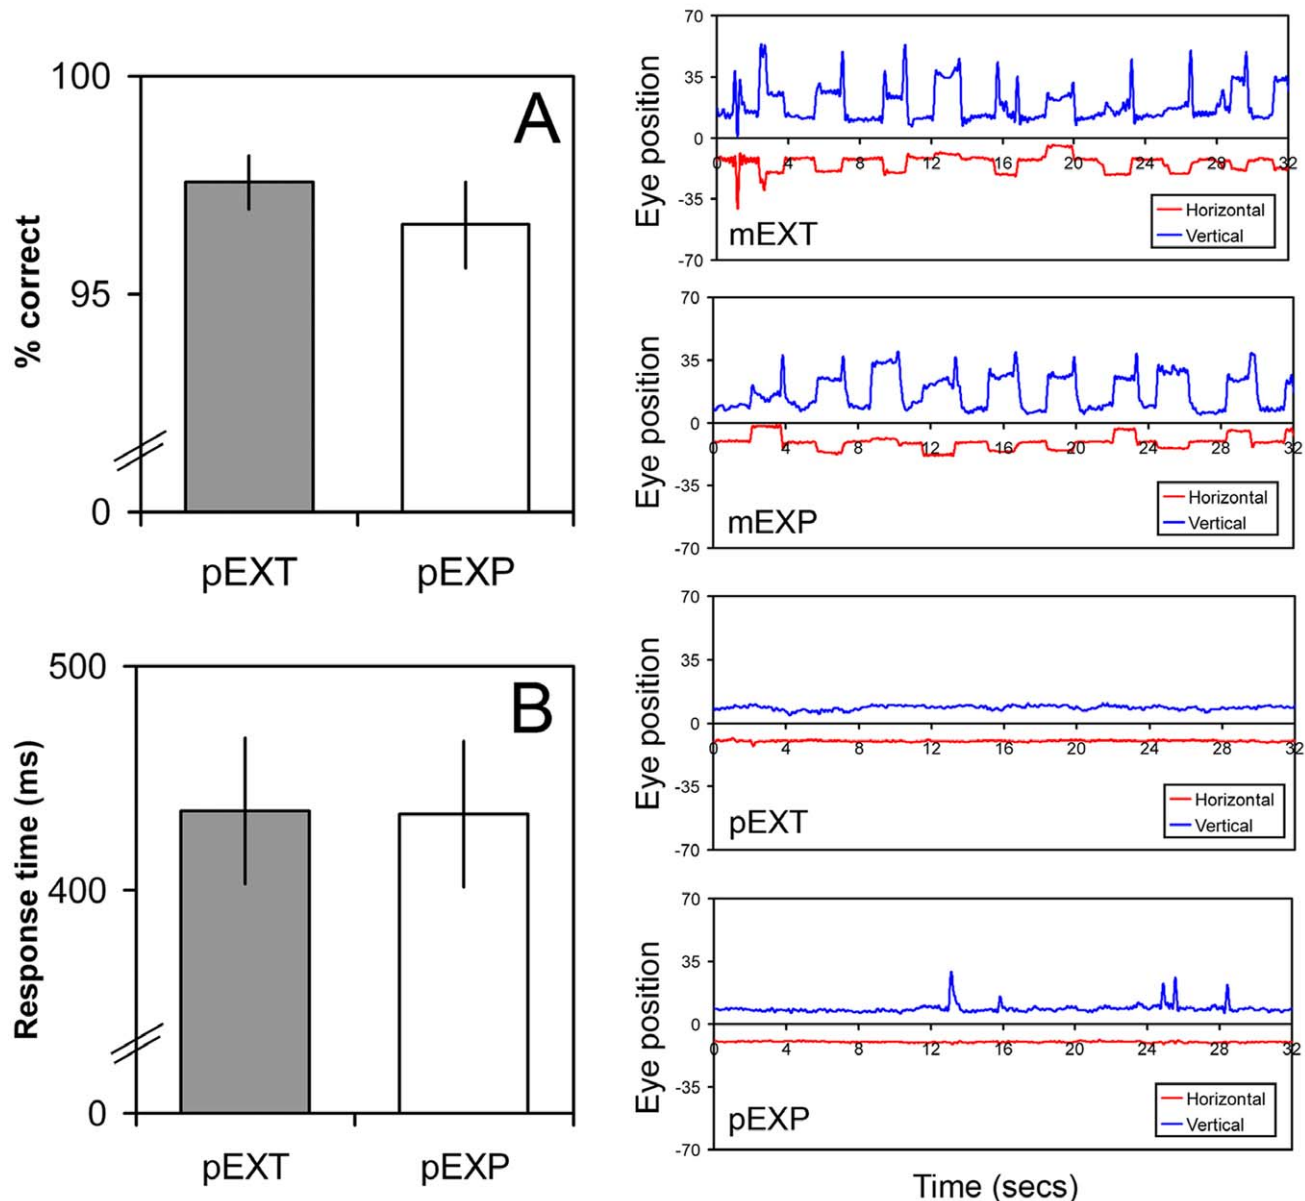 A
% correct
100
95
0
pEXT pEXP
B
Response time (ms)
500
400
0
pEXT pEXP
Eye position
70
35
0
-35
-70
0 4 8 12 16 20 24 28 32
mEXT
Horizontal
Vertical
Eye position
70
35
0
-35
-70
0 4 8 12 16 20 24 28 32
mEXP
Horizontal
Vertical
Eye position
70
35
0
-35
-70
0 4 8 12 16 20 24 28 32
pEXT
Horizontal
Vertical
Eye position
70
35
0
-35
-70
0 4 8 12 16 20 24 28 32
pEXP
Horizontal
Vertical
Time (secs)